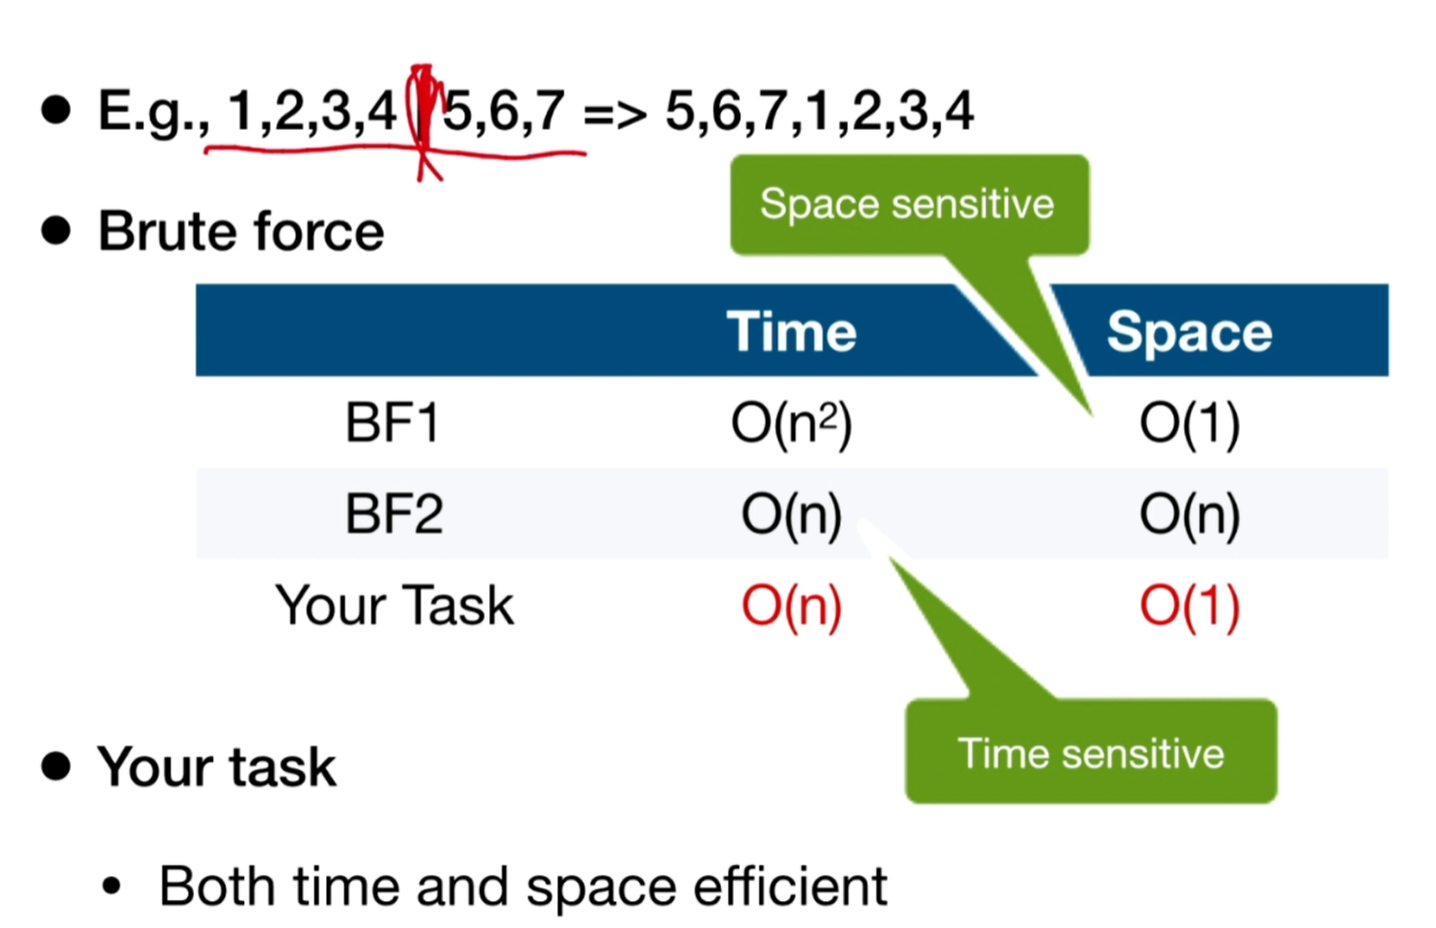 • E.g., 1,2,3,4 5,6,7 => 5,6,7,1,2,3,4
Space sensitive
• Brute force
Time Space
BF1 O(n²) O(1)
BF2 O(n) O(n)
Your Task O(n) O(1)
Time sensitive
• Your task
• Both time and space efficient